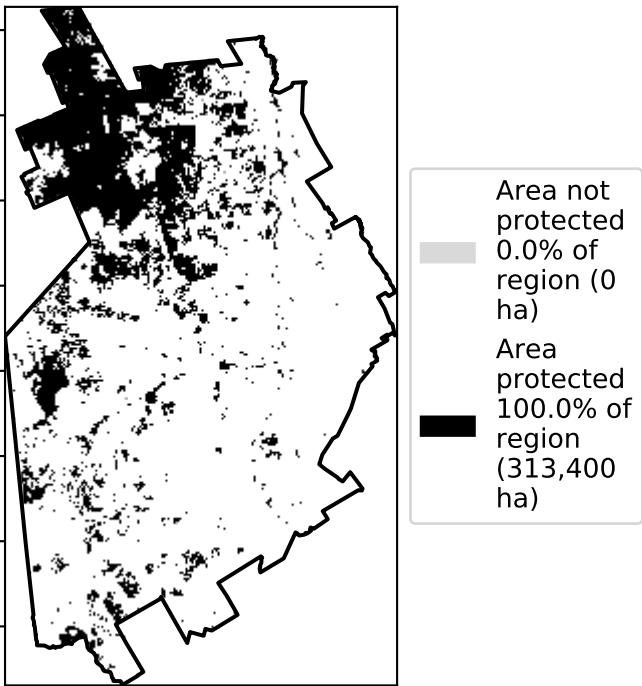 Area not
protected
0.0% of
region (0
ha)
Area
protected
100.0% of
region
(313,400
ha)